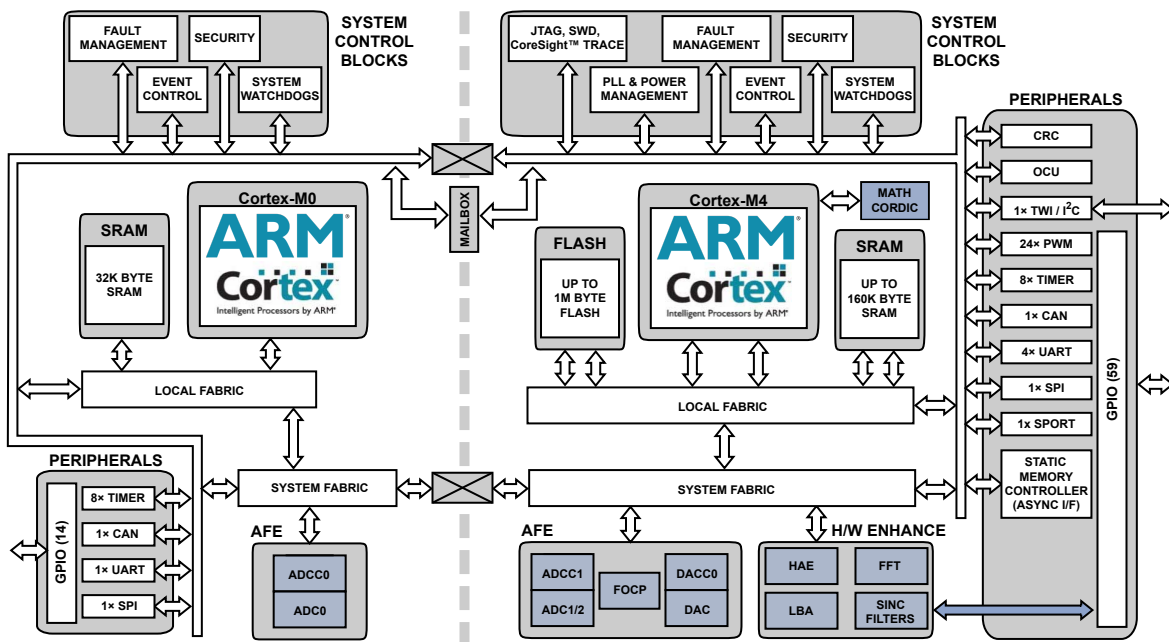 FAULT
MANAGEMENT
SECURITY
EVENT
CONTROL
SYSTEM
WATCHDOGS
SYSTEM
CONTROL
BLOCKS
JTAG, SWD,
CoreSight™ TRACE
FAULT
MANAGEMENT
SECURITY
PLL & POWER
MANAGEMENT
EVENT
CONTROL
SYSTEM
WATCHDOGS
SYSTEM
CONTROL
BLOCKS
SRAM
32K BYTE
SRAM
Cortex-M0
ARM®
Cortex™
Intelligent Processors by ARM®
MAILBOX
FLASH
UP TO
1M BYTE
FLASH
Cortex-M4
ARM®
Cortex™
Intelligent Processors by ARM®
MATH
CORDIC
SRAM
UP TO
160K BYTE
SRAM
LOCAL FABRIC
LOCAL FABRIC
SYSTEM FABRIC
SYSTEM FABRIC
PERIPHERALS
GPIO (14)
8× TIMER
1× CAN
1× UART
1× SPI
AFE
ADCC0
ADC0
AFE
ADCC1
ADC1/2
FOCP
DACC0
DAC
H/W ENHANCE
HAE
FFT
LBA
SINC
FILTERS
PERIPHERALS
CRC
OCU
1× TWI / I²C
24× PWM
8× TIMER
1× CAN
4× UART
1× SPI
1x SPORT
STATIC
MEMORY
CONTROLLER
(ASYNC I/F)
GPIO (59)